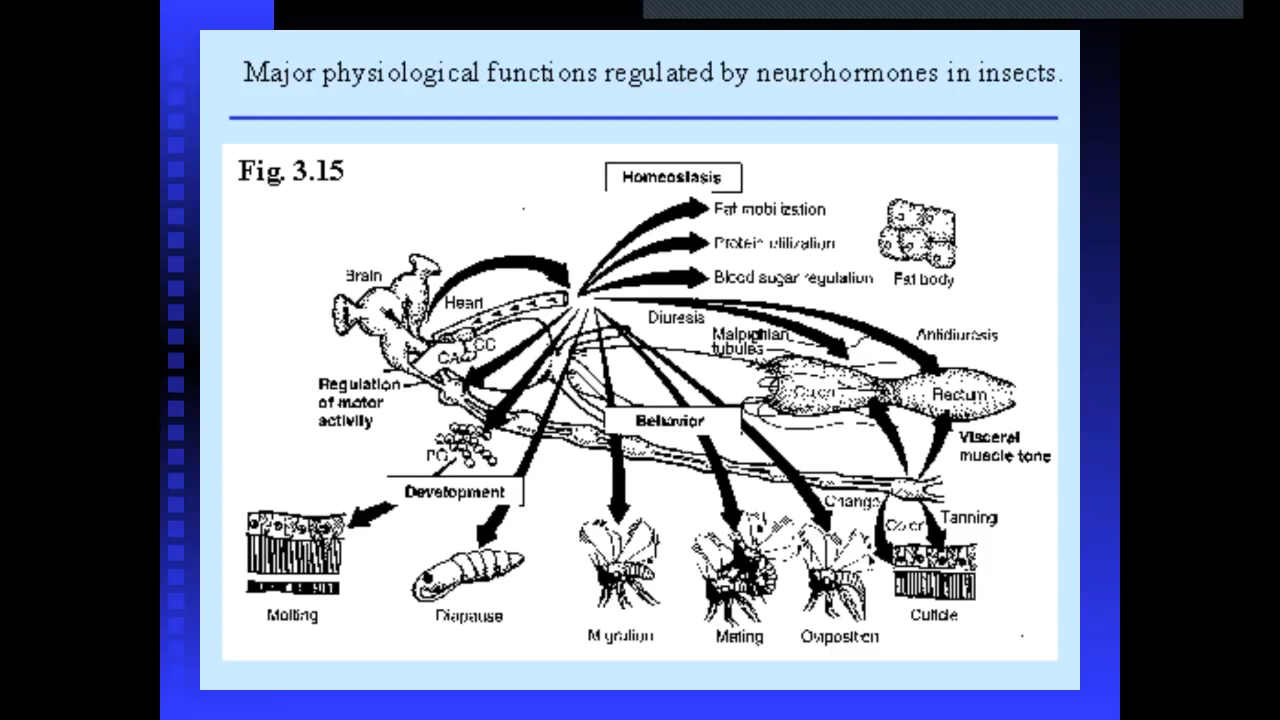 Major physiological functions regulated by neurohormones in insects.
Fig. 3.15
Homeostasis
Fat mobilization
Protein utilization
Blood sugar regulation
Fat body
Brain
Heart
CC
CA
Diuresis
Malpighian
tubules
Antidiuresis
Colon
Rectum
Regulation
of motor
activity
Behavior
Visceral
muscle tone
PG
Development
Change
Color
Tanning
Molting
Diapause
Migration
Mating
Oviposition
Cuticle